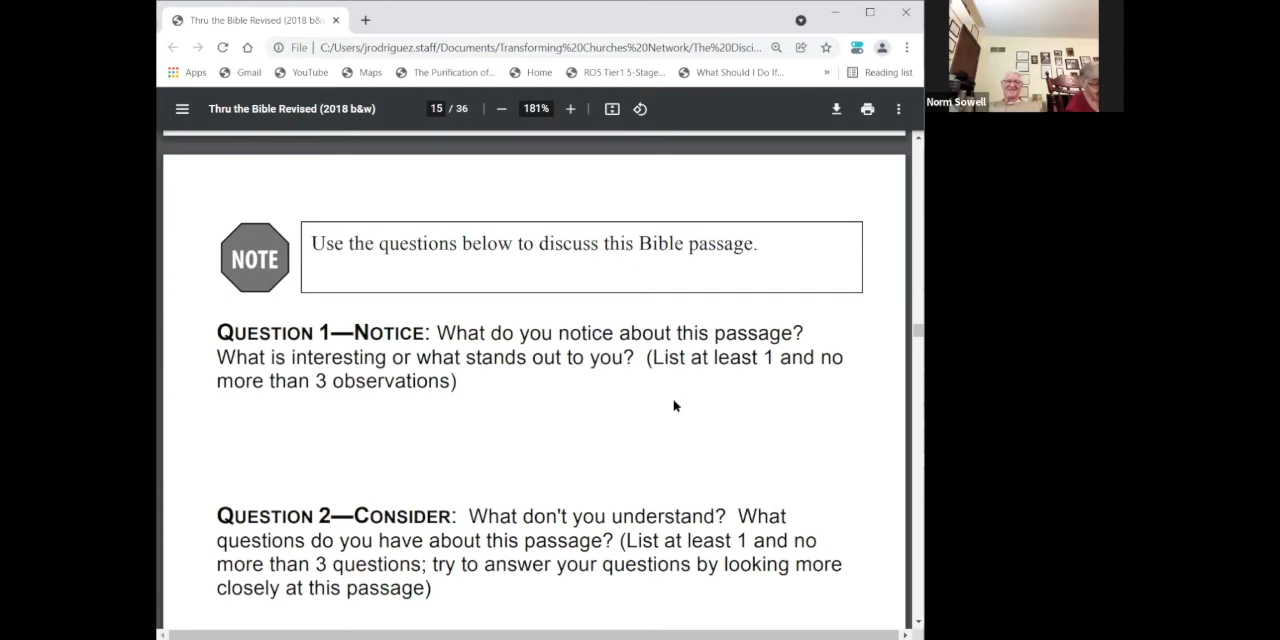 Thru the Bible Revised (2018 b&w
File
C:/Users/jrodriguez.staff/Documents/Transforming%20Churches%20Network/The%20Disci...
Apps
Gmail
YouTube
Maps
The Purification of...
Home
RO5 Tier1 5-Stage...
What Should I Do If...
»
Reading list
Thru the Bible Revised (2018 b&w)
15 / 36
181%
Norm Sowell
NOTE
Use the questions below to discuss this Bible passage.
QUESTION 1—NOTICE: What do you notice about this passage?
What is interesting or what stands out to you? (List at least 1 and no
more than 3 observations)
QUESTION 2—CONSIDER: What don't you understand? What
questions do you have about this passage? (List at least 1 and no
more than 3 questions; try to answer your questions by looking more
closely at this passage)